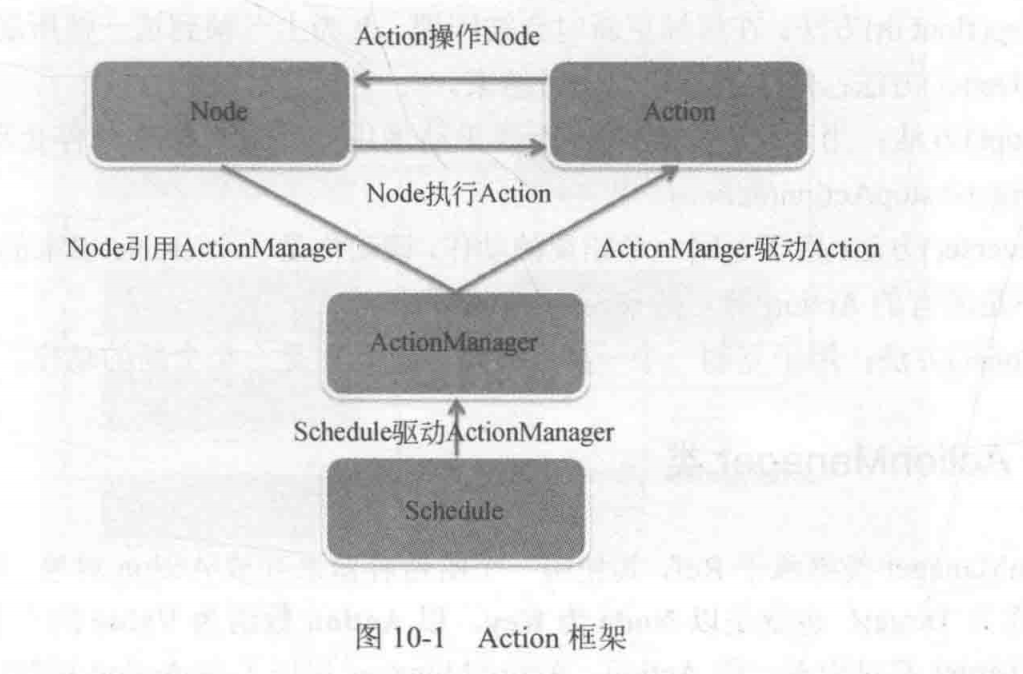 Action操作Node
Node
Action
Node执行Action
Node引用ActionManager
ActionManger驱动Action
ActionManager
Schedule驱动ActionManager
Schedule
图 10-1 Action 框架